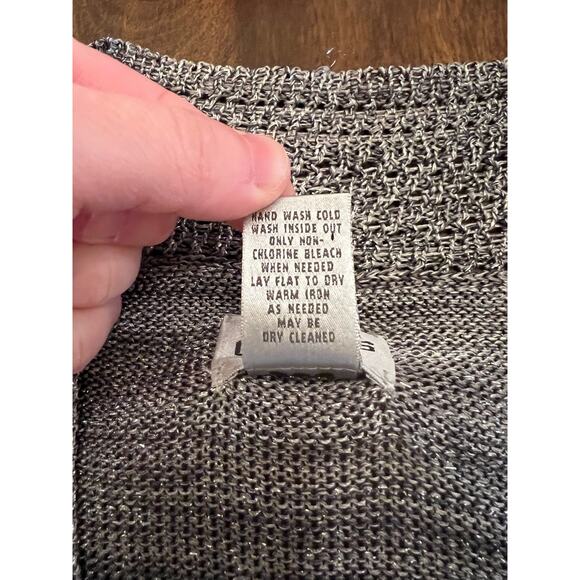 HAND WASH COLD
WASH INSIDE OUT
ONLY NON-
CHLORINE BLEACH
WHEN NEEDED
LAY FLAT TO DRY
WARM IRON
AS NEEDED
MAY BE
DRY CLEANED